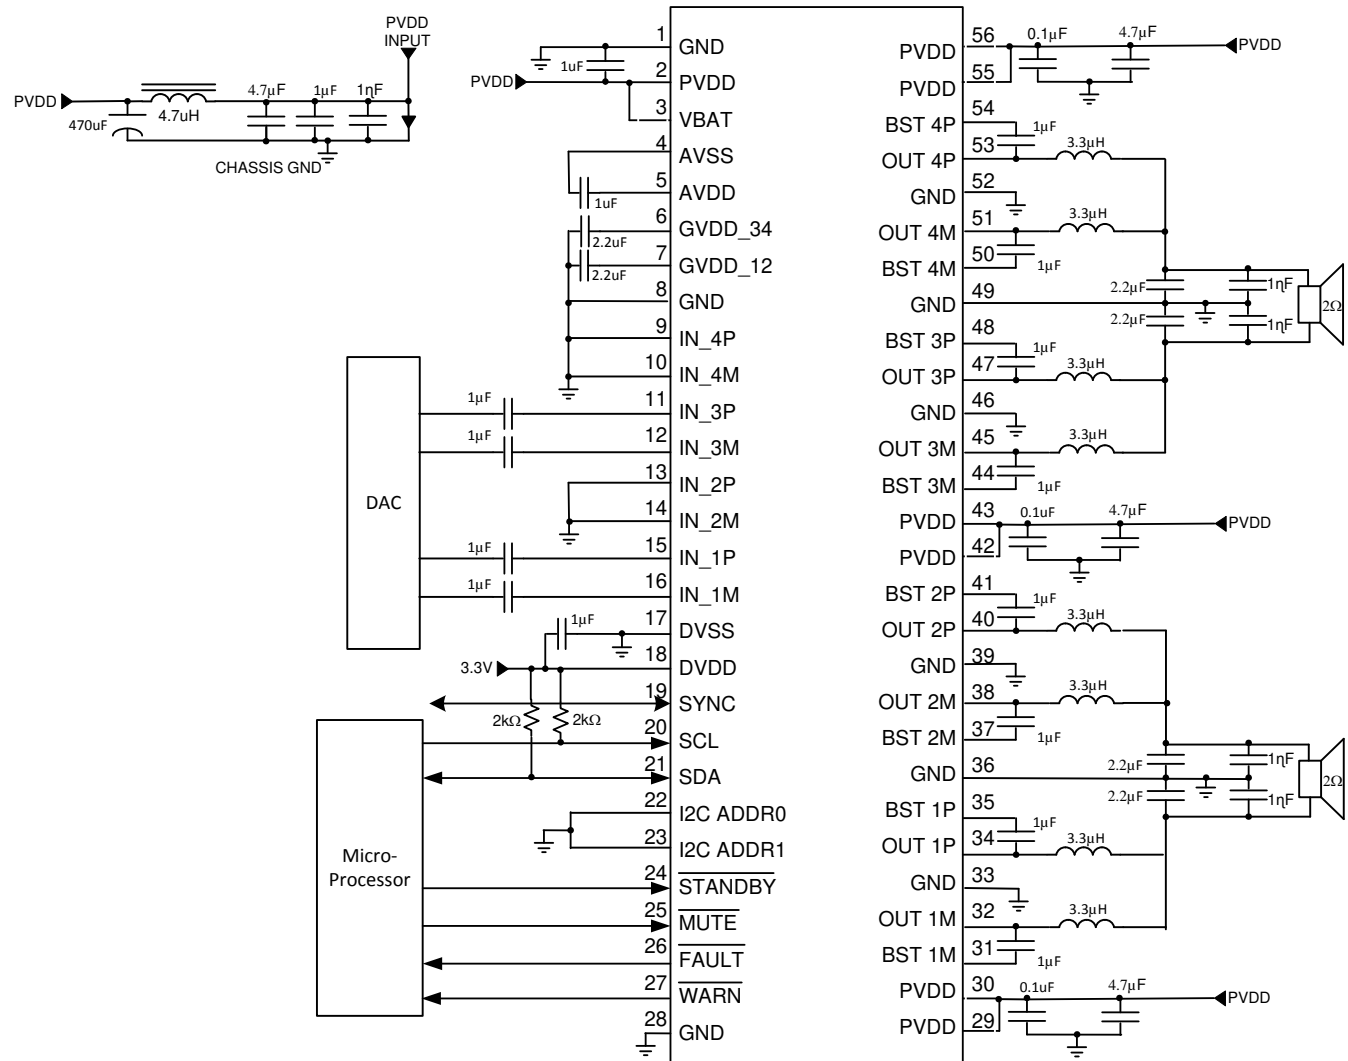 PVDD
INPUT
PVDD
470uF
4.7uH
4.7µF
1µF
1ηF
CHASSIS GND
PVDD
1uF
1uF
2.2uF
2.2uF
1 GND
2 PVDD
3 VBAT
4 AVSS
5 AVDD
6 GVDD_34
7 GVDD_12
8 GND
9 IN_4P
10 IN_4M
11 IN_3P
12 IN_3M
13 IN_2P
14 IN_2M
15 IN_1P
16 IN_1M
17 DVSS
18 DVDD
19 SYNC
20 SCL
21 SDA
22 I2C ADDR0
23 I2C ADDR1
24 STANDBY
25 MUTE
26 FAULT
27 WARN
28 GND
DAC
1µF
1µF
1µF
1µF
1µF
3.3V
2kΩ
2kΩ
Micro-
Processor
PVDD 56
PVDD 55
BST 4P 54
OUT 4P 53
GND 52
OUT 4M 51
BST 4M 50
GND 49
BST 3P 48
OUT 3P 47
GND 46
OUT 3M 45
BST 3M 44
PVDD 43
PVDD 42
BST 2P 41
OUT 2P 40
GND 39
OUT 2M 38
BST 2M 37
GND 36
BST 1P 35
OUT 1P 34
GND 33
OUT 1M 32
BST 1M 31
PVDD 30
PVDD 29
0.1µF
4.7µF
PVDD
1µF
3.3µH
3.3µH
1µF
2.2µF
1ηF
2Ω
2.2µF
1ηF
1µF
3.3µH
3.3µH
1µF
0.1uF
4.7µF
PVDD
1µF
3.3µH
3.3µH
1µF
2.2µF
1ηF
2Ω
2.2µF
1ηF
1µF
3.3µH
3.3µH
1µF
0.1uF
4.7µF
PVDD